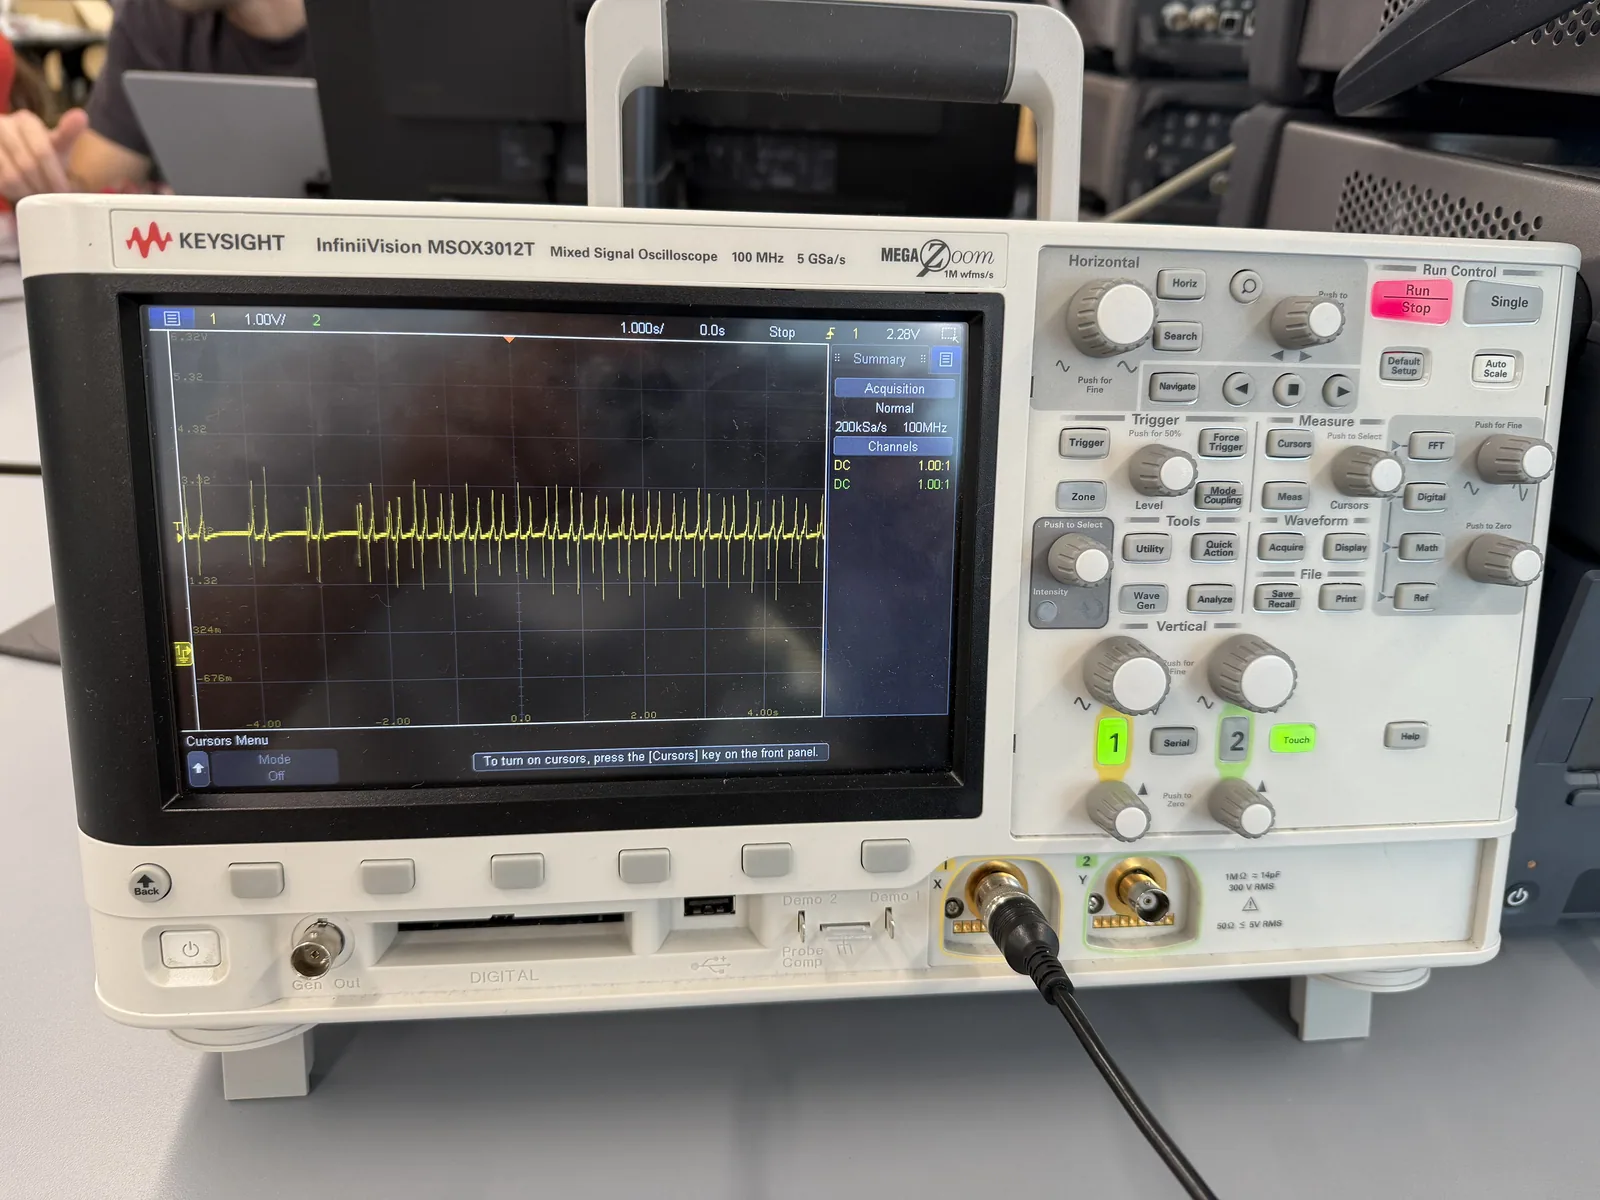 KEYSIGHT InfiniiVision MSOX3012T Mixed Signal Oscilloscope 100 MHz 5 GSa/s MEGA Zoom
1M wfms/s
1 1.00V/ 2 1.000s/ 0.0s Stop 1 2.28V
Summary
Acquisition
Normal
200kSa/s 100MHz
Channels
DC 1.00:1
DC 1.00:1
5.32
4.32
3.32
T
1.32
324m
-676m
-4.00 -2.00 0.0 2.00 4.00s
Cursors Menu
Mode
Off
To turn on cursors, press the [Cursors] key on the front panel.
Horizontal
Horiz
Search
Push to
Push for
Fine
Navigate
Run Control
Run
Stop
Single
Default
Setup
Auto
Scale
Trigger
Push for 50%
Trigger
Force
Trigger
Zone
Level
Mode
Coupling
Measure
Cursors
Push to Select
Meas
Cursors
Push for Fine
FFT
Digital
Push to Zero
Math
Ref
Push to Select
Intensity
Tools
Utility
Quick
Action
Wave
Gen
Analyze
Waveform
Acquire
Display
File
Save
Recall
Print
Vertical
Push for
Fine
1
Serial
2
Touch
Help
Push to
Zero
Back
Gen Out
DIGITAL
Demo 2
Demo 1
Probe
Comp
1
X
2
Y
1MΩ ≈ 14pF
300 V RMS
50Ω ≤ 5V RMS